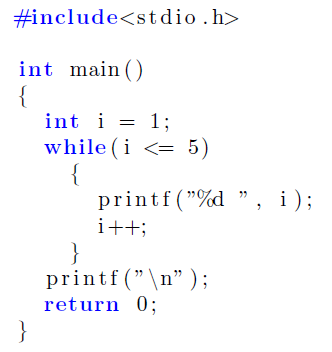 #include<stdio.h>
int main()
{
int i = 1;
while(i <= 5)
{
printf("%d ", i);
i++;
}
printf("\n");
return 0;
}